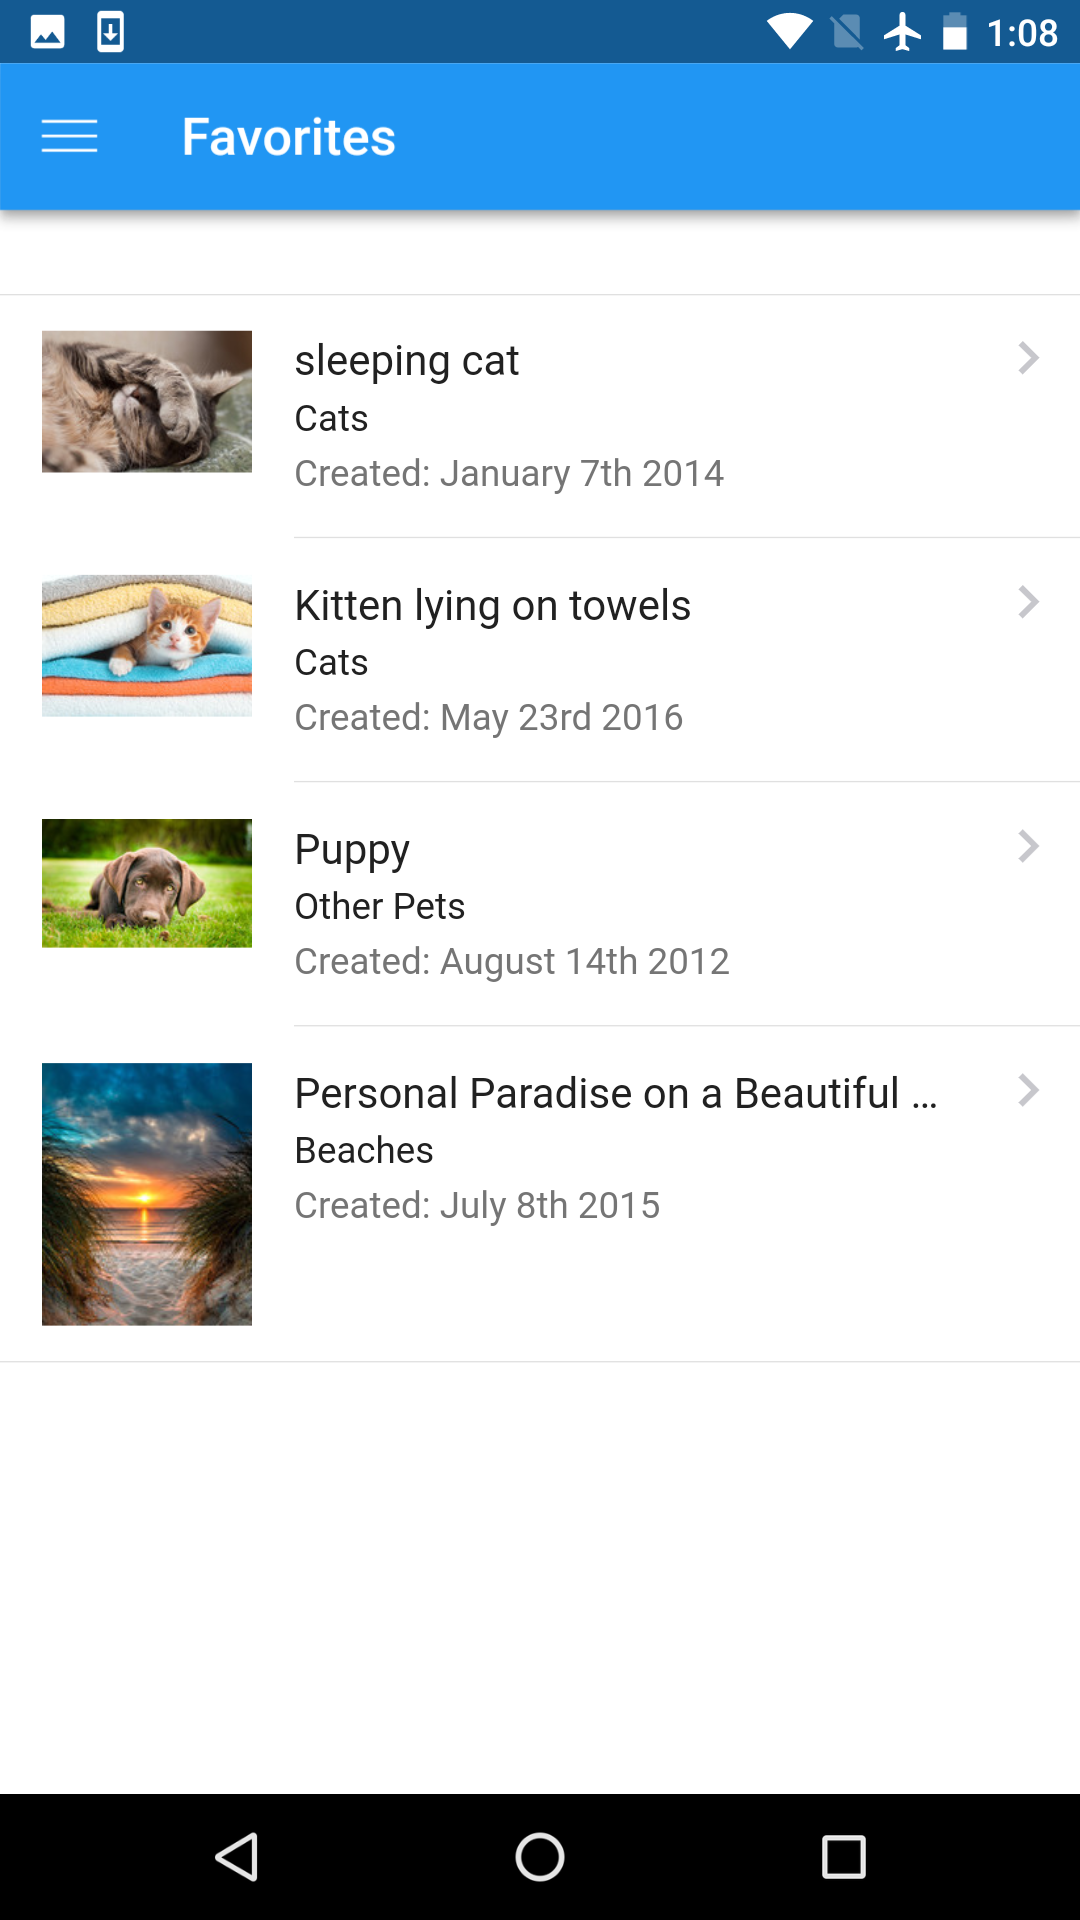 1:08
Favorites
sleeping cat
Cats
Created: January 7th 2014
Kitten lying on towels
Cats
Created: May 23rd 2016
Puppy
Other Pets
Created: August 14th 2012
Personal Paradise on a Beautiful ...
Beaches
Created: July 8th 2015